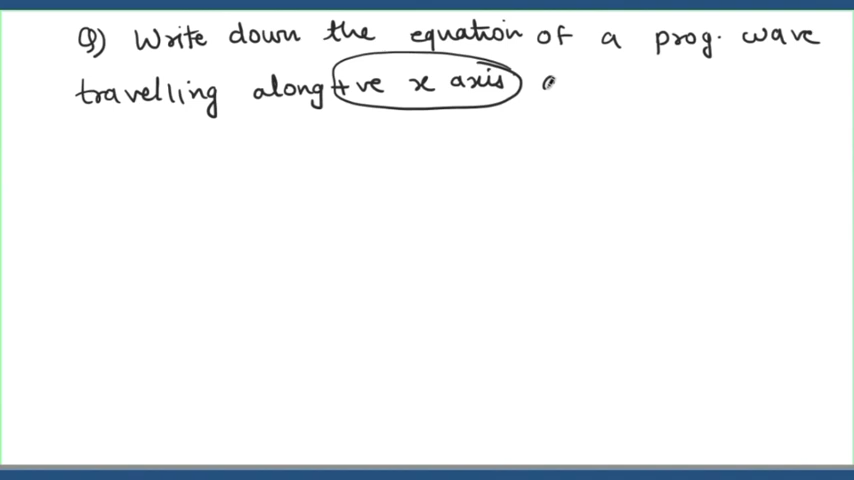 Q) Write down the equation of a prog. wave
travelling along +ve x axis